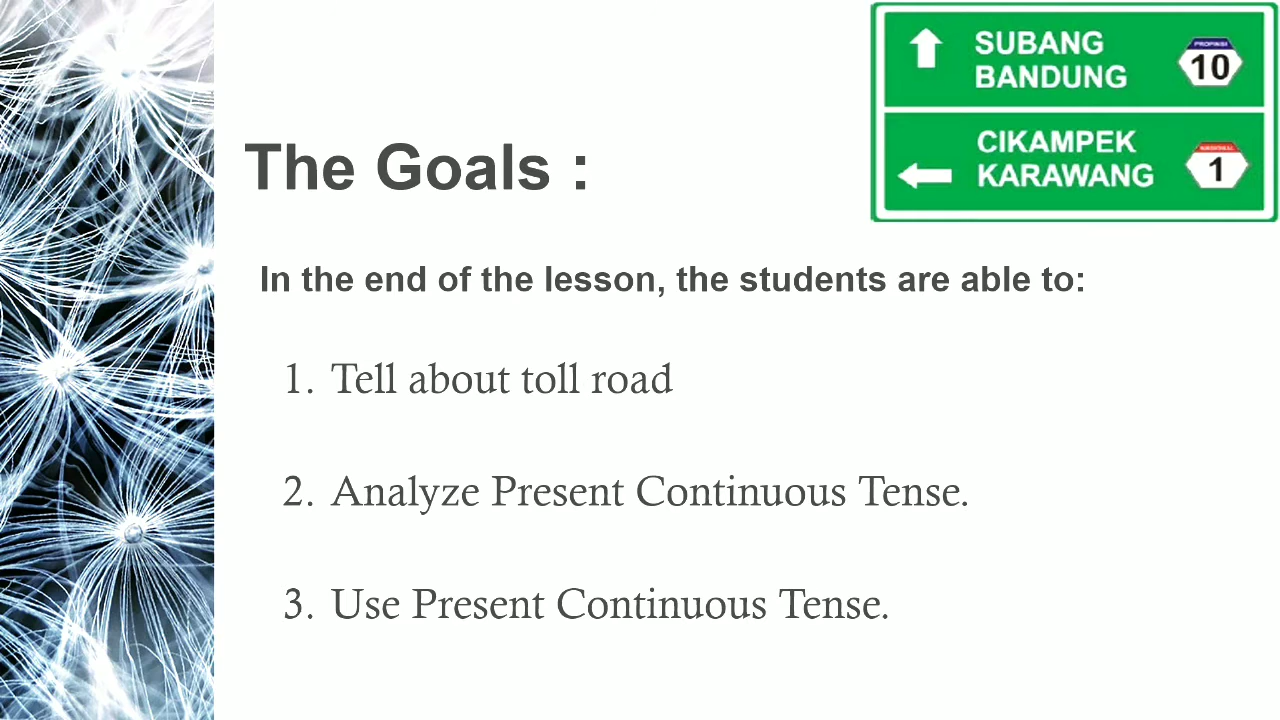 SUBANG
BANDUNG
PROPINSI
10
CIKAMPEK
KARAWANG
1
The Goals :
In the end of the lesson, the students are able to:
1. Tell about toll road
2. Analyze Present Continuous Tense.
3. Use Present Continuous Tense.